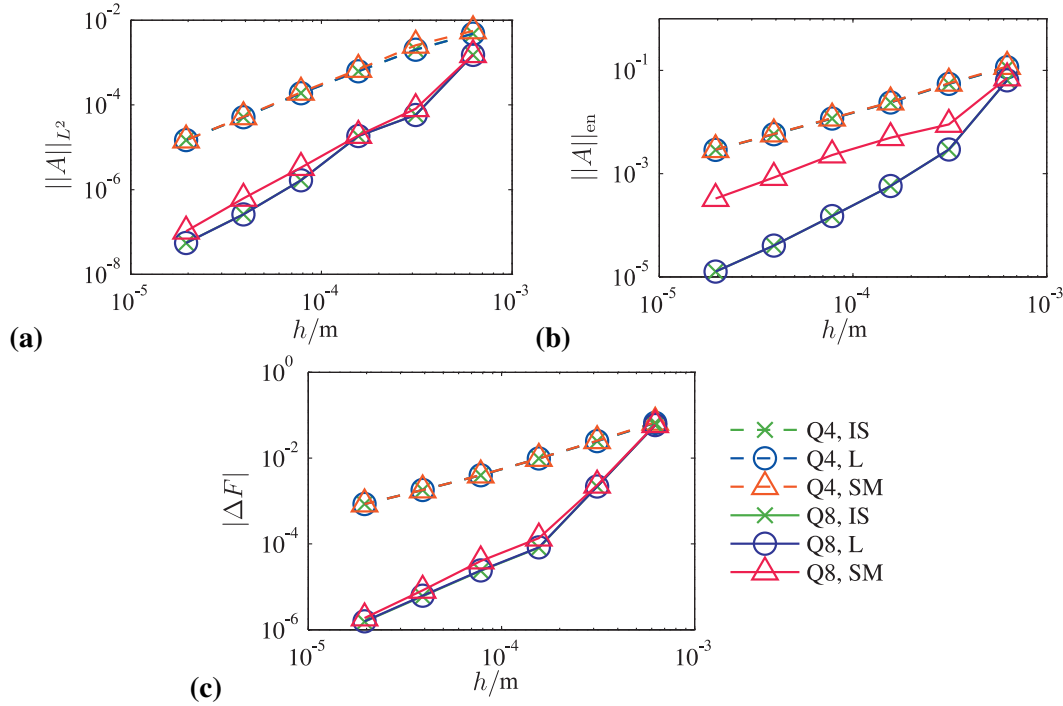 ||A||_{L^2}
10^{-2}
10^{-4}
10^{-6}
10^{-8}
10^{-5}
10^{-4}
10^{-3}
h/m
(a)
||A||_{en}
10^{-1}
10^{-3}
10^{-5}
10^{-5}
10^{-4}
10^{-3}
h/m
(b)
|ΔF|
10^{0}
10^{-2}
10^{-4}
10^{-6}
10^{-5}
10^{-4}
10^{-3}
h/m
(c)
Q4, IS
Q4, L
Q4, SM
Q8, IS
Q8, L
Q8, SM